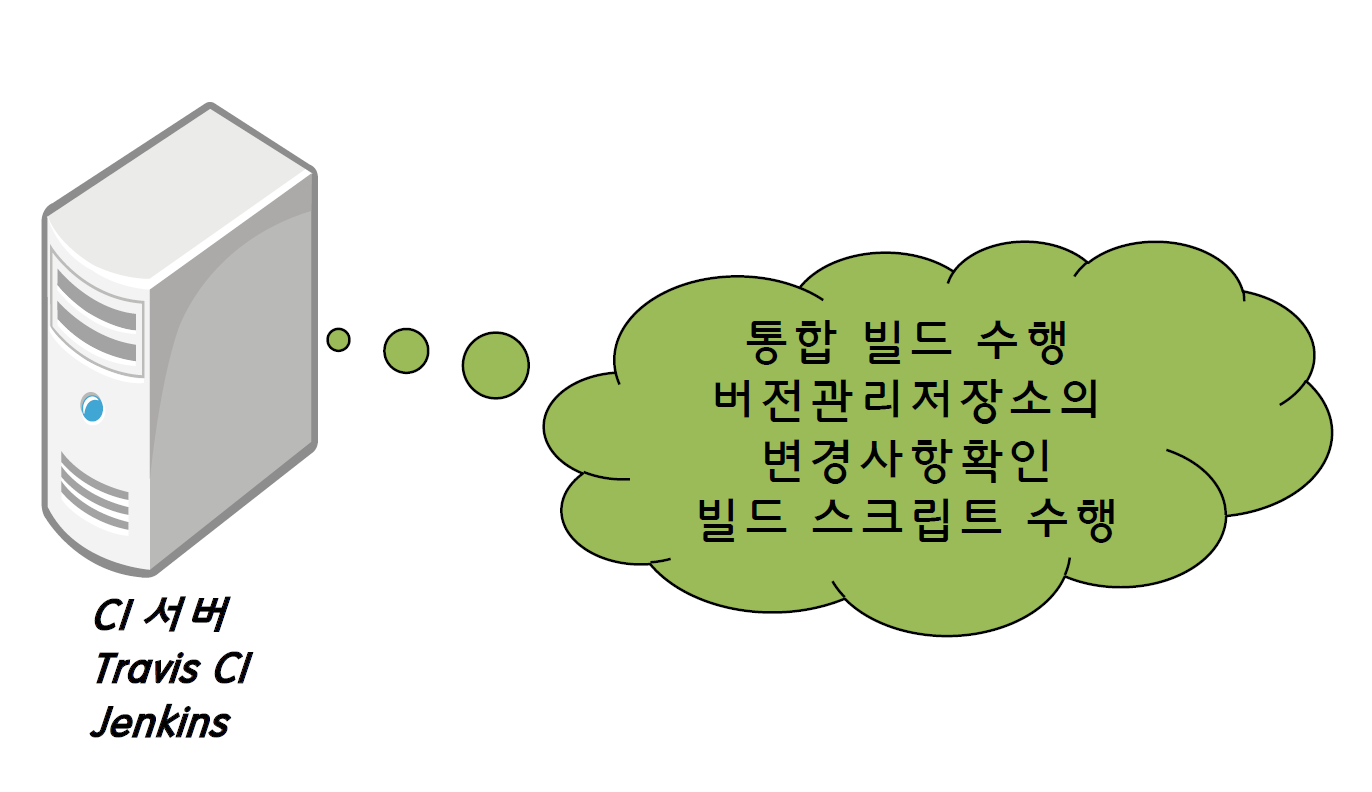 통합 빌드 수행
버전관리저장소의
변경사항확인
빌드 스크립트 수행
CI 서버
Travis CI
Jenkins